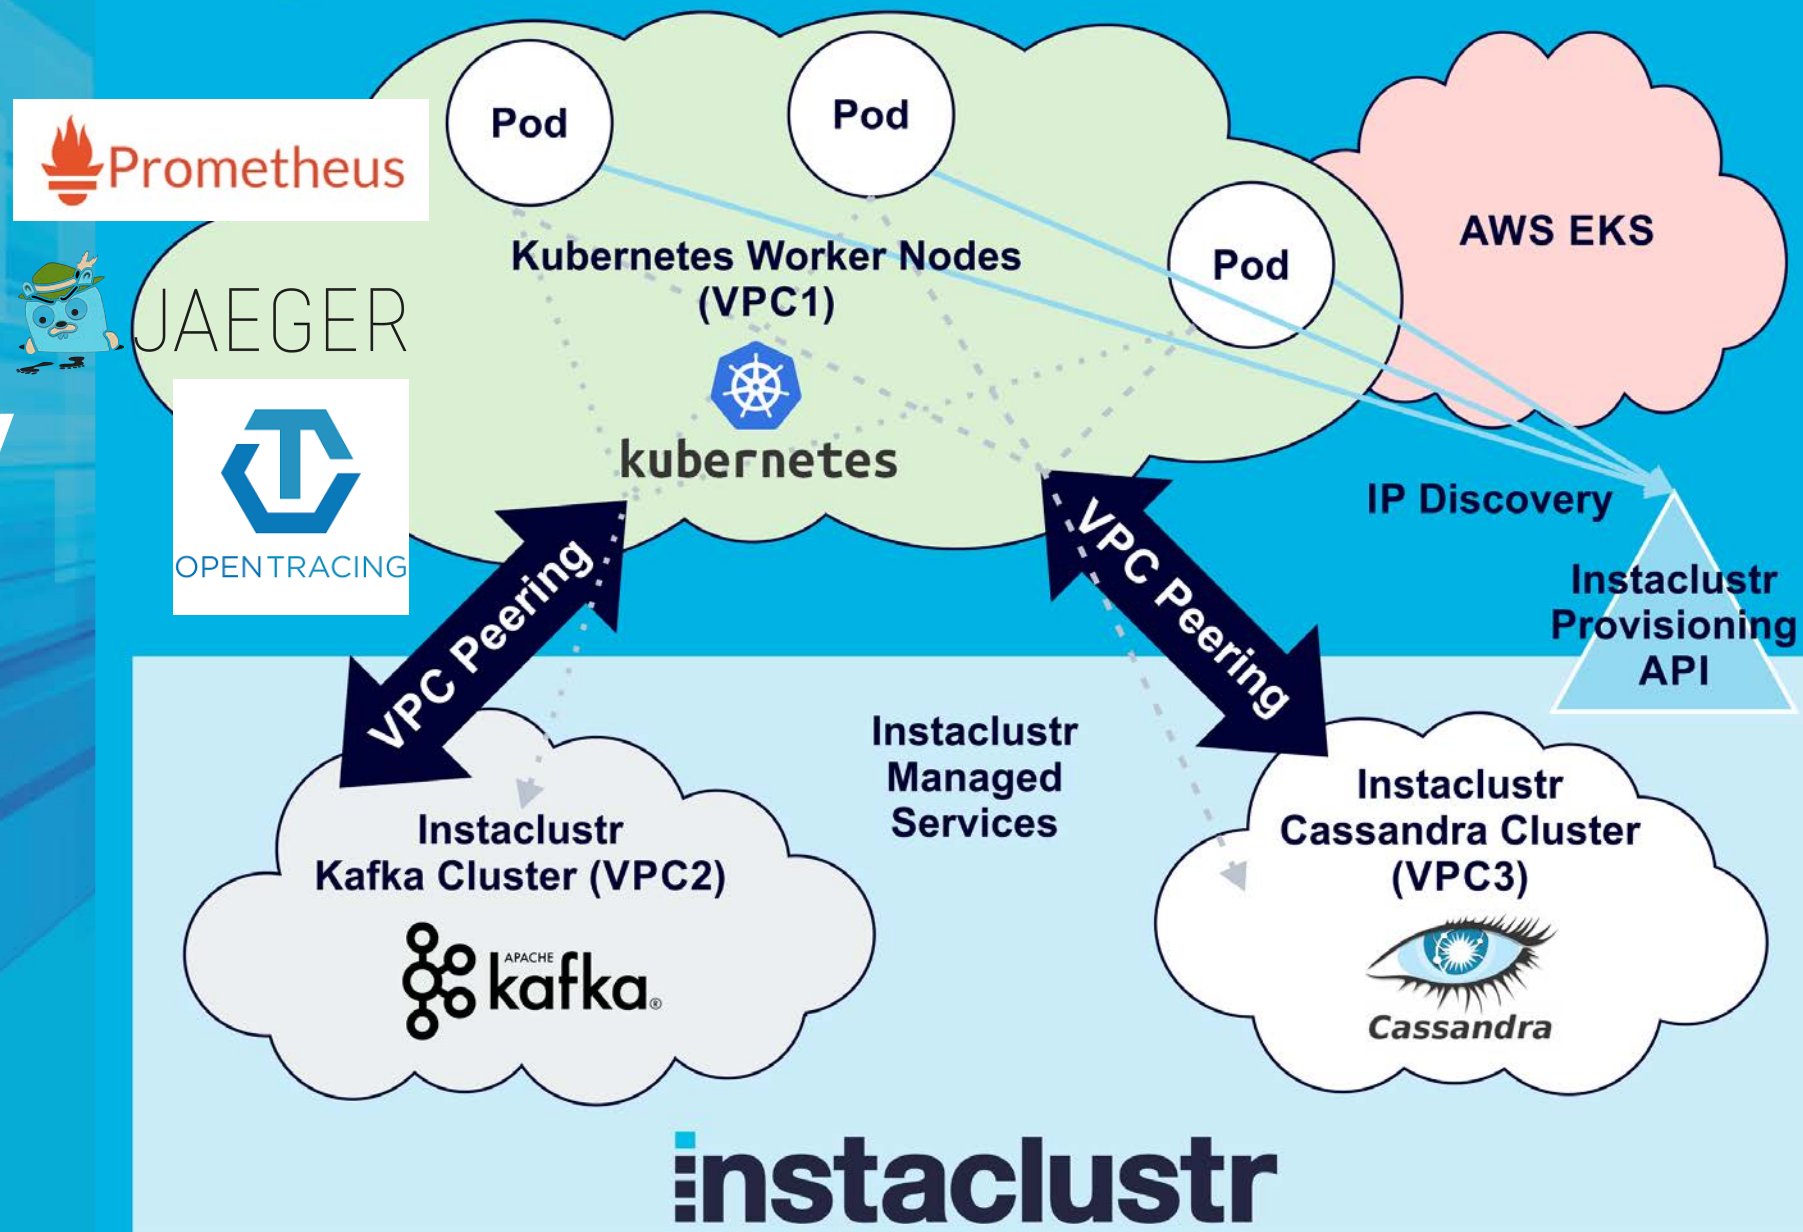 Pod
Pod
Prometheus
AWS EKS
Kubernetes Worker Nodes
(VPC1)
Pod
JAEGER
kubernetes
OPENTRACING
VPC Peering
VPC Peering
IP Discovery
Instaclustr
Provisioning
API
Instaclustr
Managed
Services
Instaclustr
Kafka Cluster (VPC2)
APACHE
kafka®
Instaclustr
Cassandra Cluster
(VPC3)
Cassandra
instaclustr